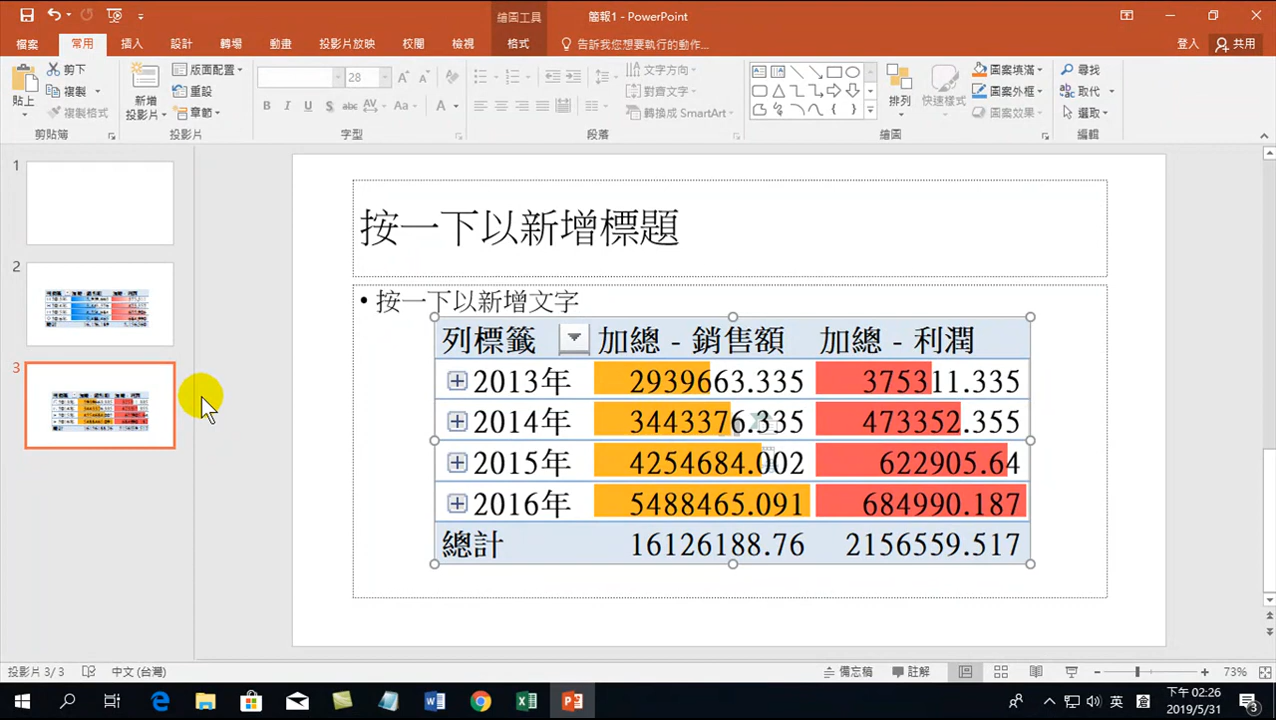 繪圖工具
簡報1 - PowerPoint
檔案 常用 插入 設計 轉場 動畫 投影片放映 校閱 檢視 格式 告訴我您想要執行的動作... 登入 共用
貼上 剪下 複製 複製格式 剪貼簿
新增投影片 版面配置 重設 章節 投影片
28 B I U S abc AV Aa A 字型
文字方向 對齊文字 轉換成 SmartArt 段落
排列 快速樣式 圖案填滿 圖案外框 圖案效果 繪圖
尋找 取代 選取 編輯
1
2
3
按一下以新增標題
• 按一下以新增文字
列標籤 加總 - 銷售額 加總 - 利潤
2013年 2939663.335 375311.335
2014年 3443376.335 473352.355
2015年 4254684.002 622905.64
2016年 5488465.091 684990.187
總計 16126188.76 2156559.517
投影片 3/3 中文 (台灣) 備忘稿 註解 73%
英 下午 02:26
2019/5/31
3